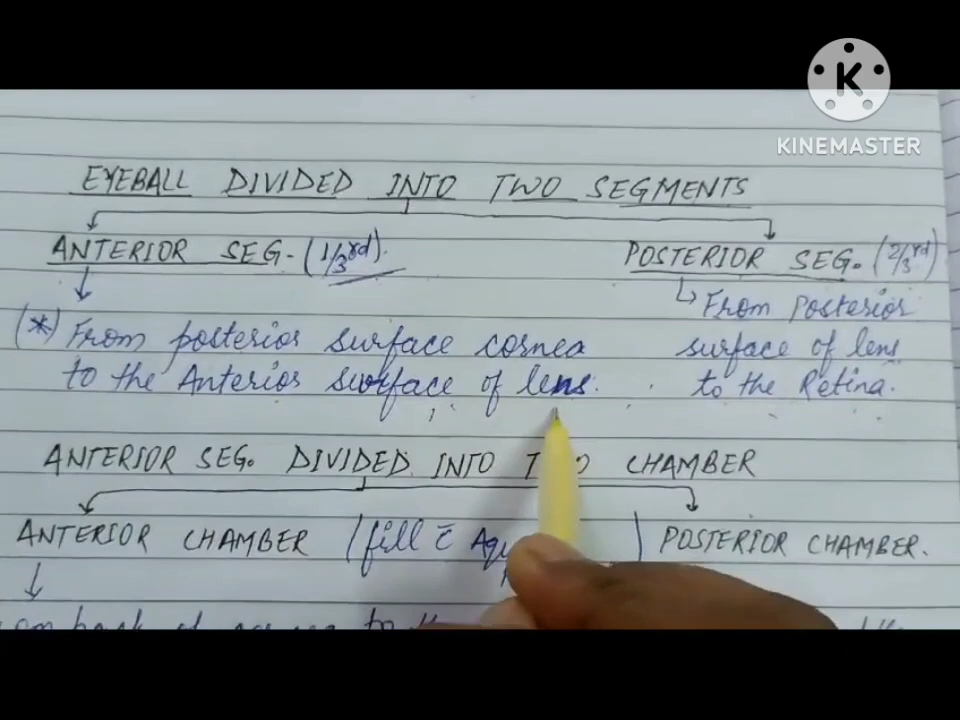 KINEMASTER
EYEBALL DIVIDED INTO TWO SEGMENTS
ANTERIOR SEG. (1/3rd).
POSTERIOR SEG. (2/3rd)
(*) From posterior surface cornea
to the Anterior surface of lens.
From Posterior
surface of lens
to the Retina.
ANTERIOR SEG. DIVIDED INTO CHAMBER
ANTERIOR CHAMBER (fill c̄
) POSTERIOR CHAMBER.